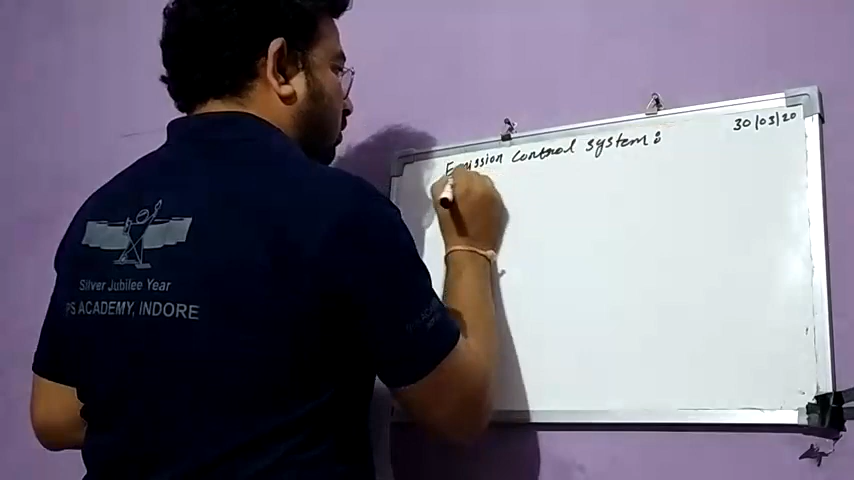 Emission control system:
30/03/20
Silver Jubilee Year
PS ACADEMY, INDORE